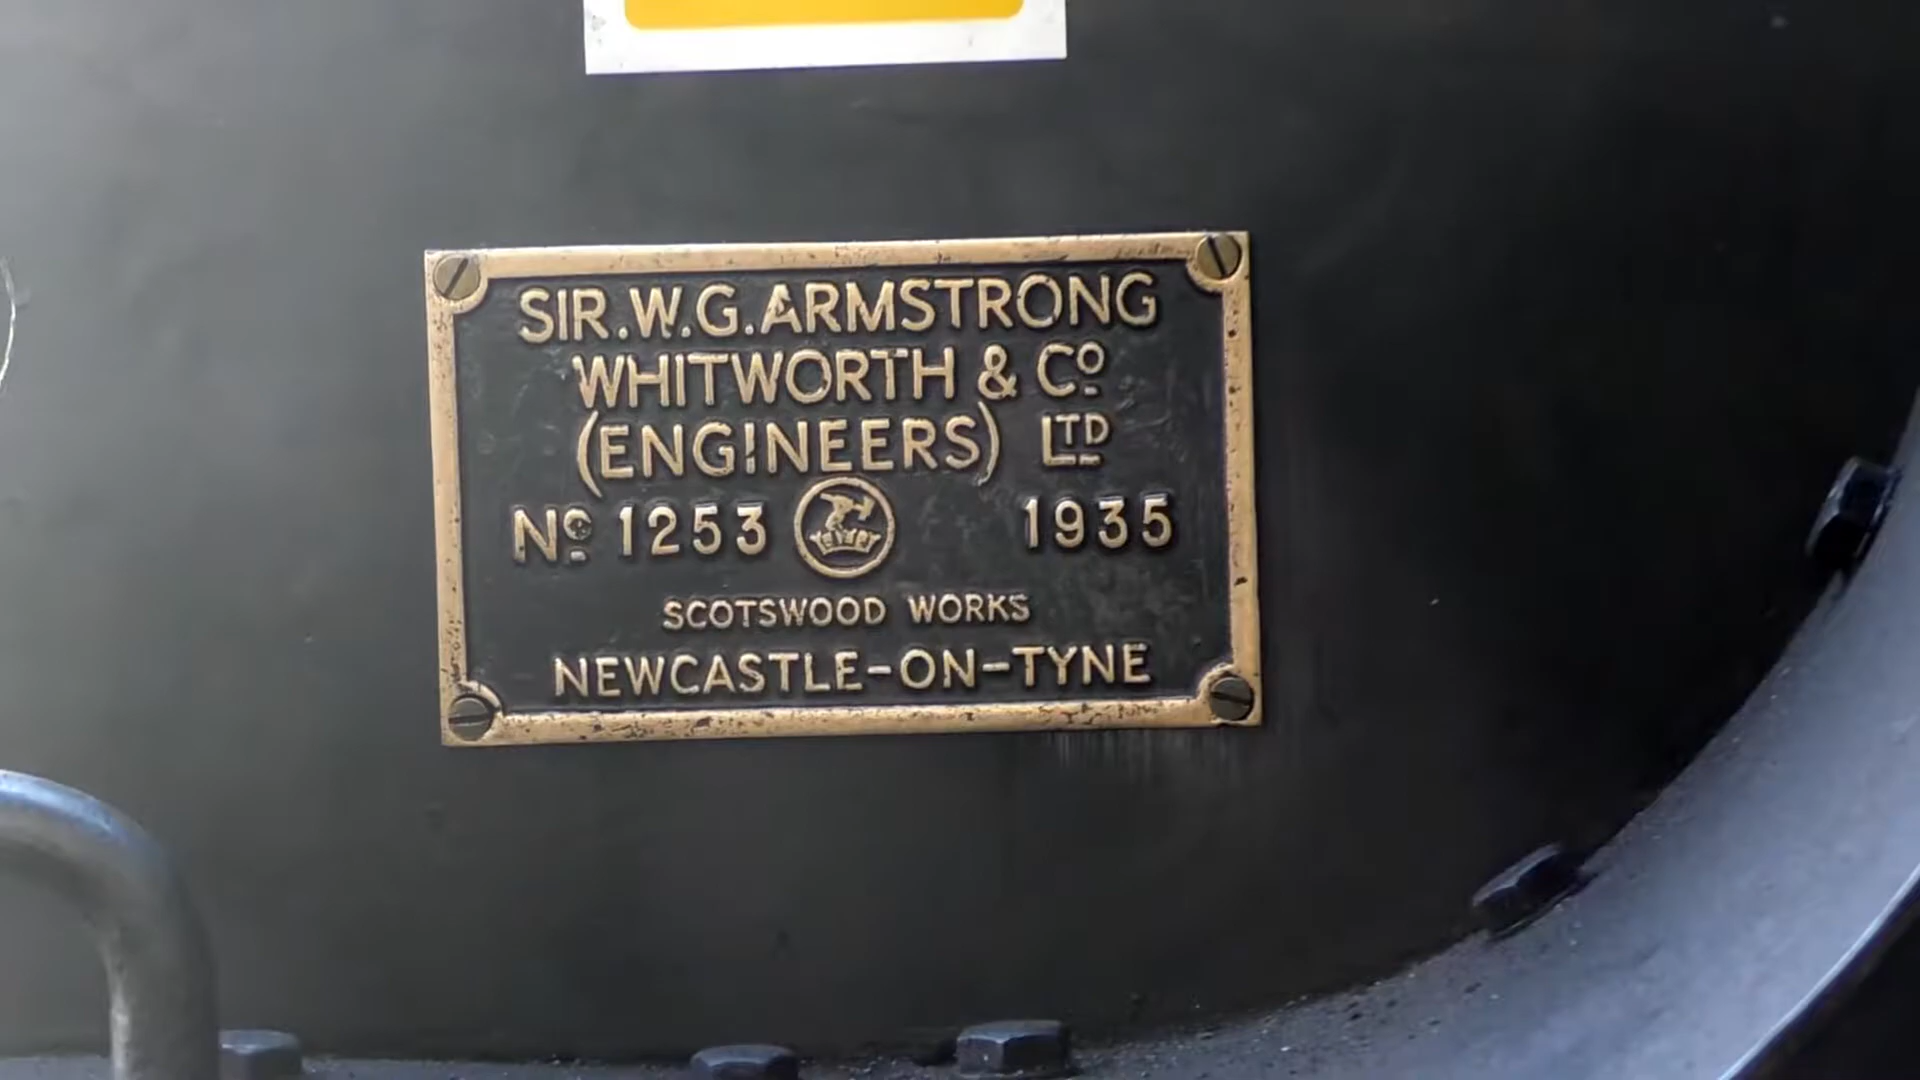 SIR.W.G.ARMSTRONG
WHITWORTH & Cº
(ENGINEERS) LTD
Nº 1253 1935
SCOTSWOOD WORKS
NEWCASTLE-ON-TYNE